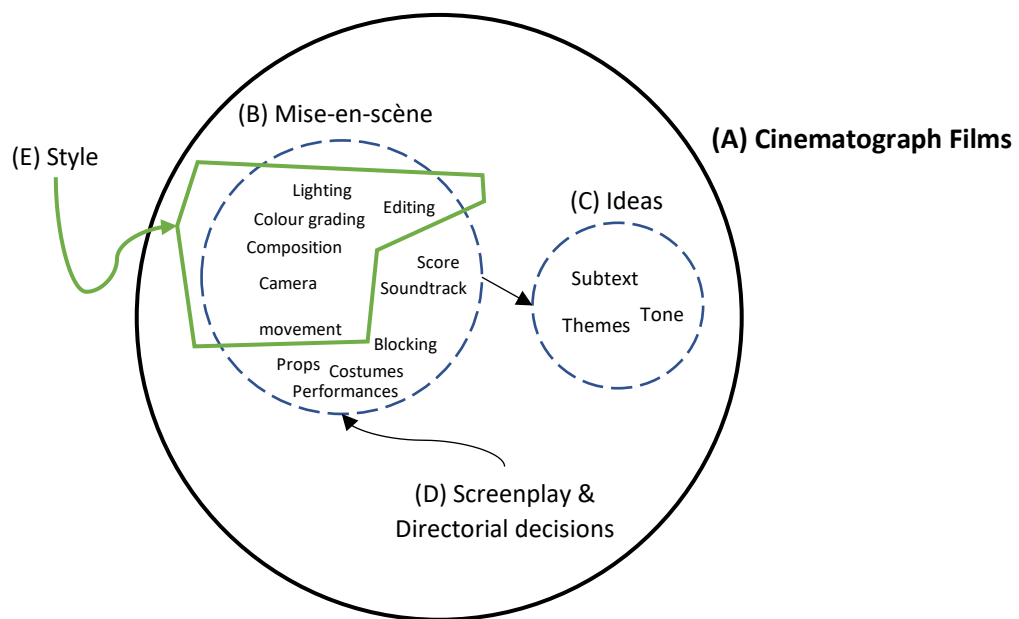 (B) Mise-en-scène
(A) Cinematograph Films
(E) Style
Lighting
Editing
Colour grading
Composition
Camera
movement
Score
Soundtrack
Blocking
Props
Costumes
Performances
(C) Ideas
Subtext
Tone
Themes
(D) Screenplay &
Directorial decisions